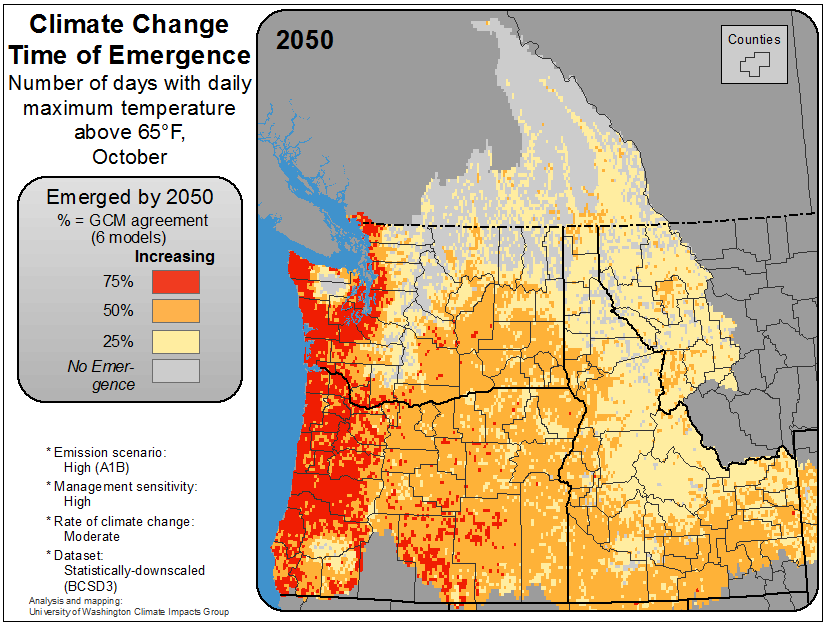 Climate Change
Time of Emergence
Number of days with daily
maximum temperature
above 65°F,
October
Emerged by 2050
% = GCM agreement
(6 models)
Increasing
75%
50%
25%
No Emer-
gence
* Emission scenario:
High (A1B)
* Management sensitivity:
High
* Rate of climate change:
Moderate
* Dataset:
Statistically-downscaled
(BCSD3)
Analysis and mapping:
University of Washington Climate Impacts Group
2050
Counties